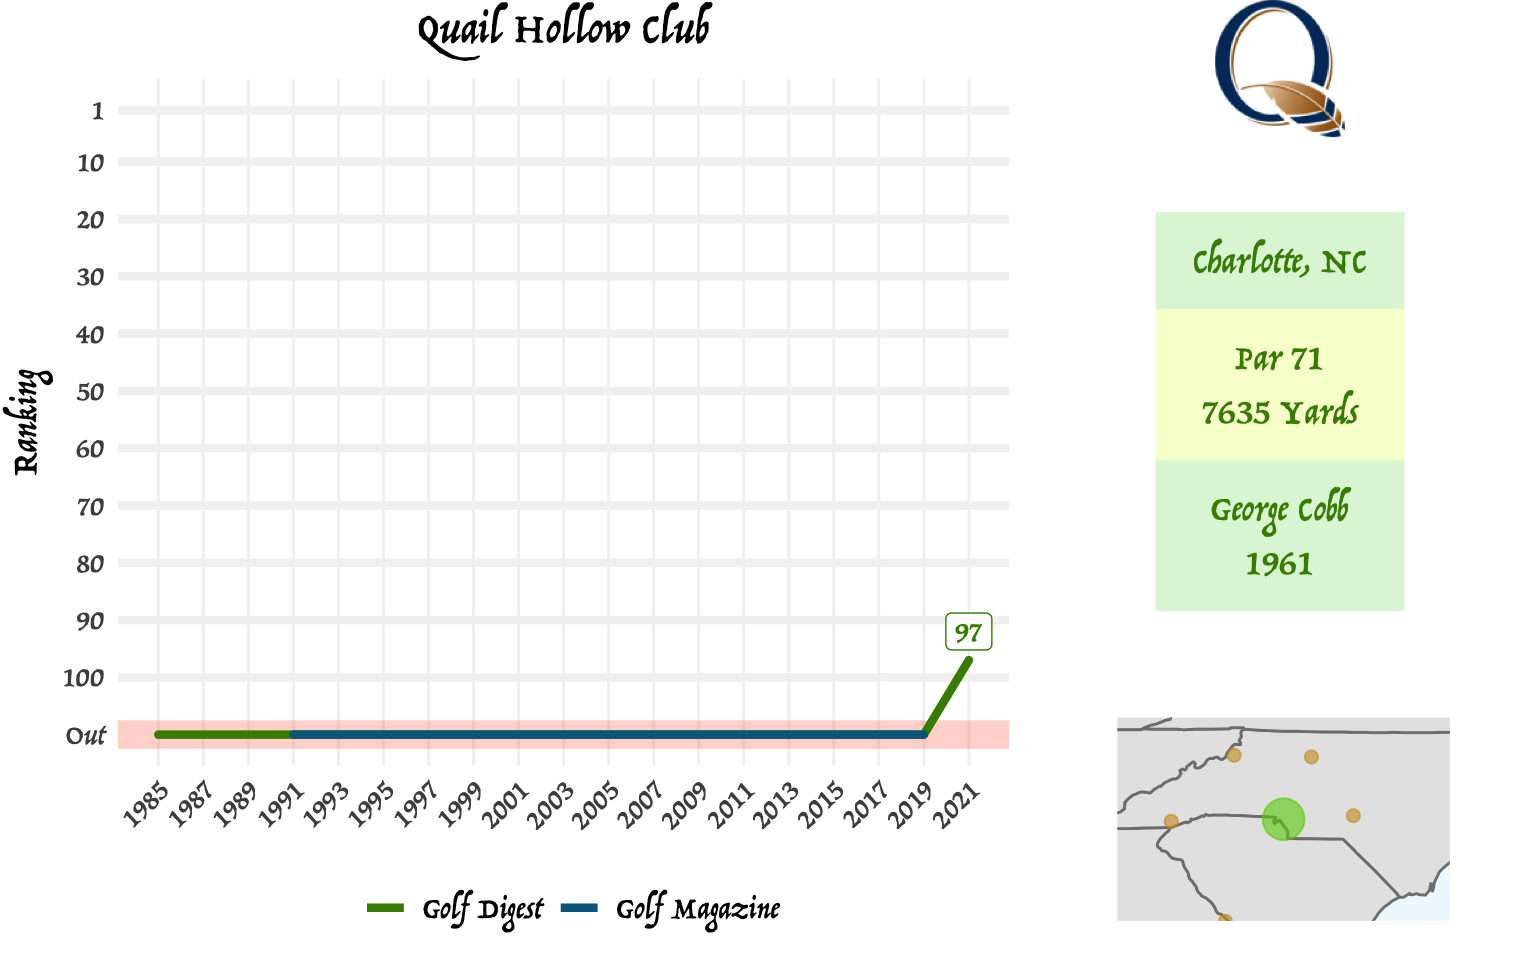 Quail Hollow Club
Q
Ranking
1
10
20
30
40
50
60
70
80
90
100
Out
97
1985 1987 1989 1991 1993 1995 1997 1999 2001 2003 2005 2007 2009 2011 2013 2015 2017 2019 2021
Golf Digest Golf Magazine
Charlotte, NC
Par 71
7635 Yards
George Cobb
1961